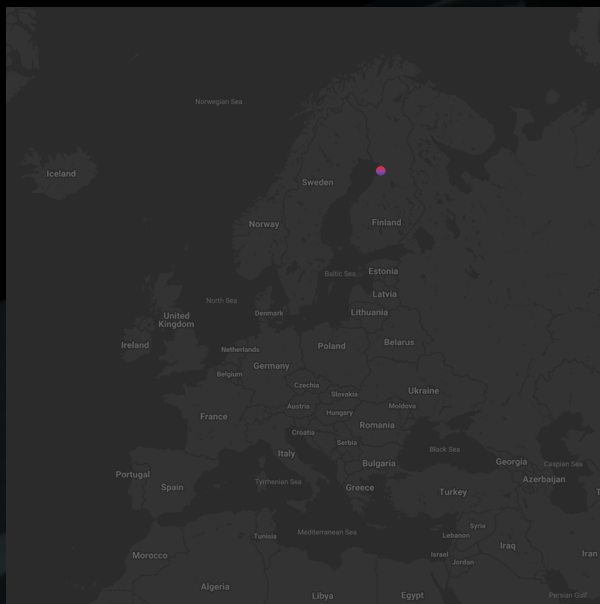 Norwegian Sea
Iceland
Sweden
Norway
Finland
Baltic Sea
Estonia
Latvia
North Sea
Denmark
Lithuania
United
Kingdom
Ireland
Netherlands
Poland
Belarus
Germany
Belgium
Czechia
Slovakia
Ukraine
Austria
Hungary
Moldova
France
Romania
Croatia
Serbia
Italy
Black Sea
Bulgaria
Georgia
Caspian Sea
Portugal
Spain
Tyrrhenian Sea
Greece
Azerbaijan
Turkey
T
Syria
Tunisia
Mediterranean Sea
Lebanon
Iraq
Morocco
Israel
Jordan
Iran
Algeria
Libya
Egypt
Persian Gulf